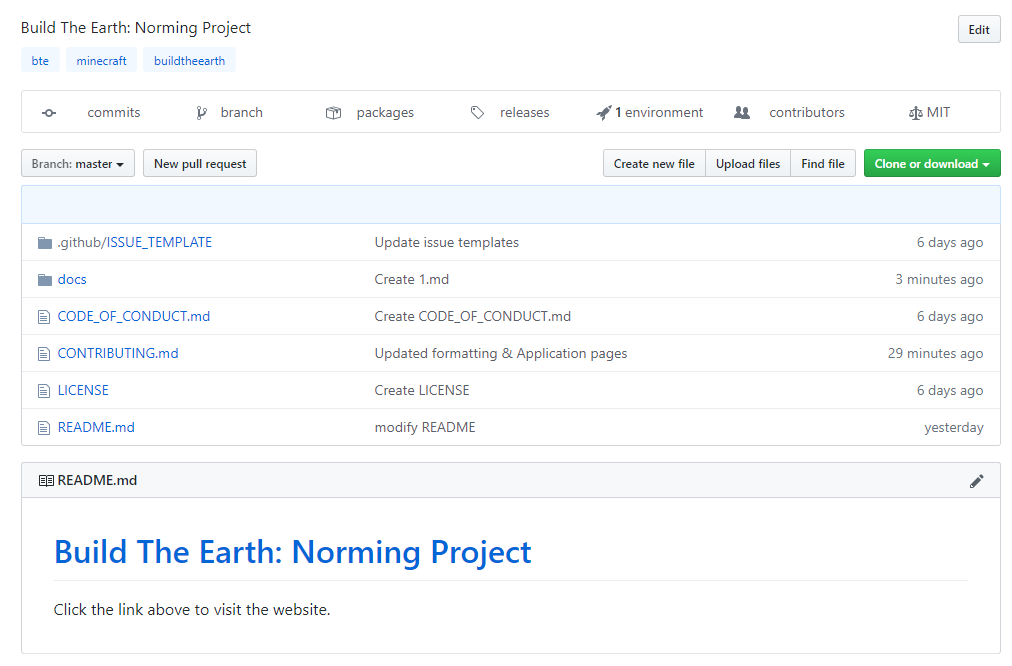 Build The Earth: Norming Project
Edit
bte minecraft buildtheearth
commits branch packages releases 1 environment contributors MIT
Branch: master New pull request Create new file Upload files Find file Clone or download
.github/ISSUE_TEMPLATE Update issue templates 6 days ago
docs Create 1.md 3 minutes ago
CODE_OF_CONDUCT.md Create CODE_OF_CONDUCT.md 6 days ago
CONTRIBUTING.md Updated formatting & Application pages 29 minutes ago
LICENSE Create LICENSE 6 days ago
README.md modify README yesterday
README.md
Build The Earth: Norming Project
Click the link above to visit the website.